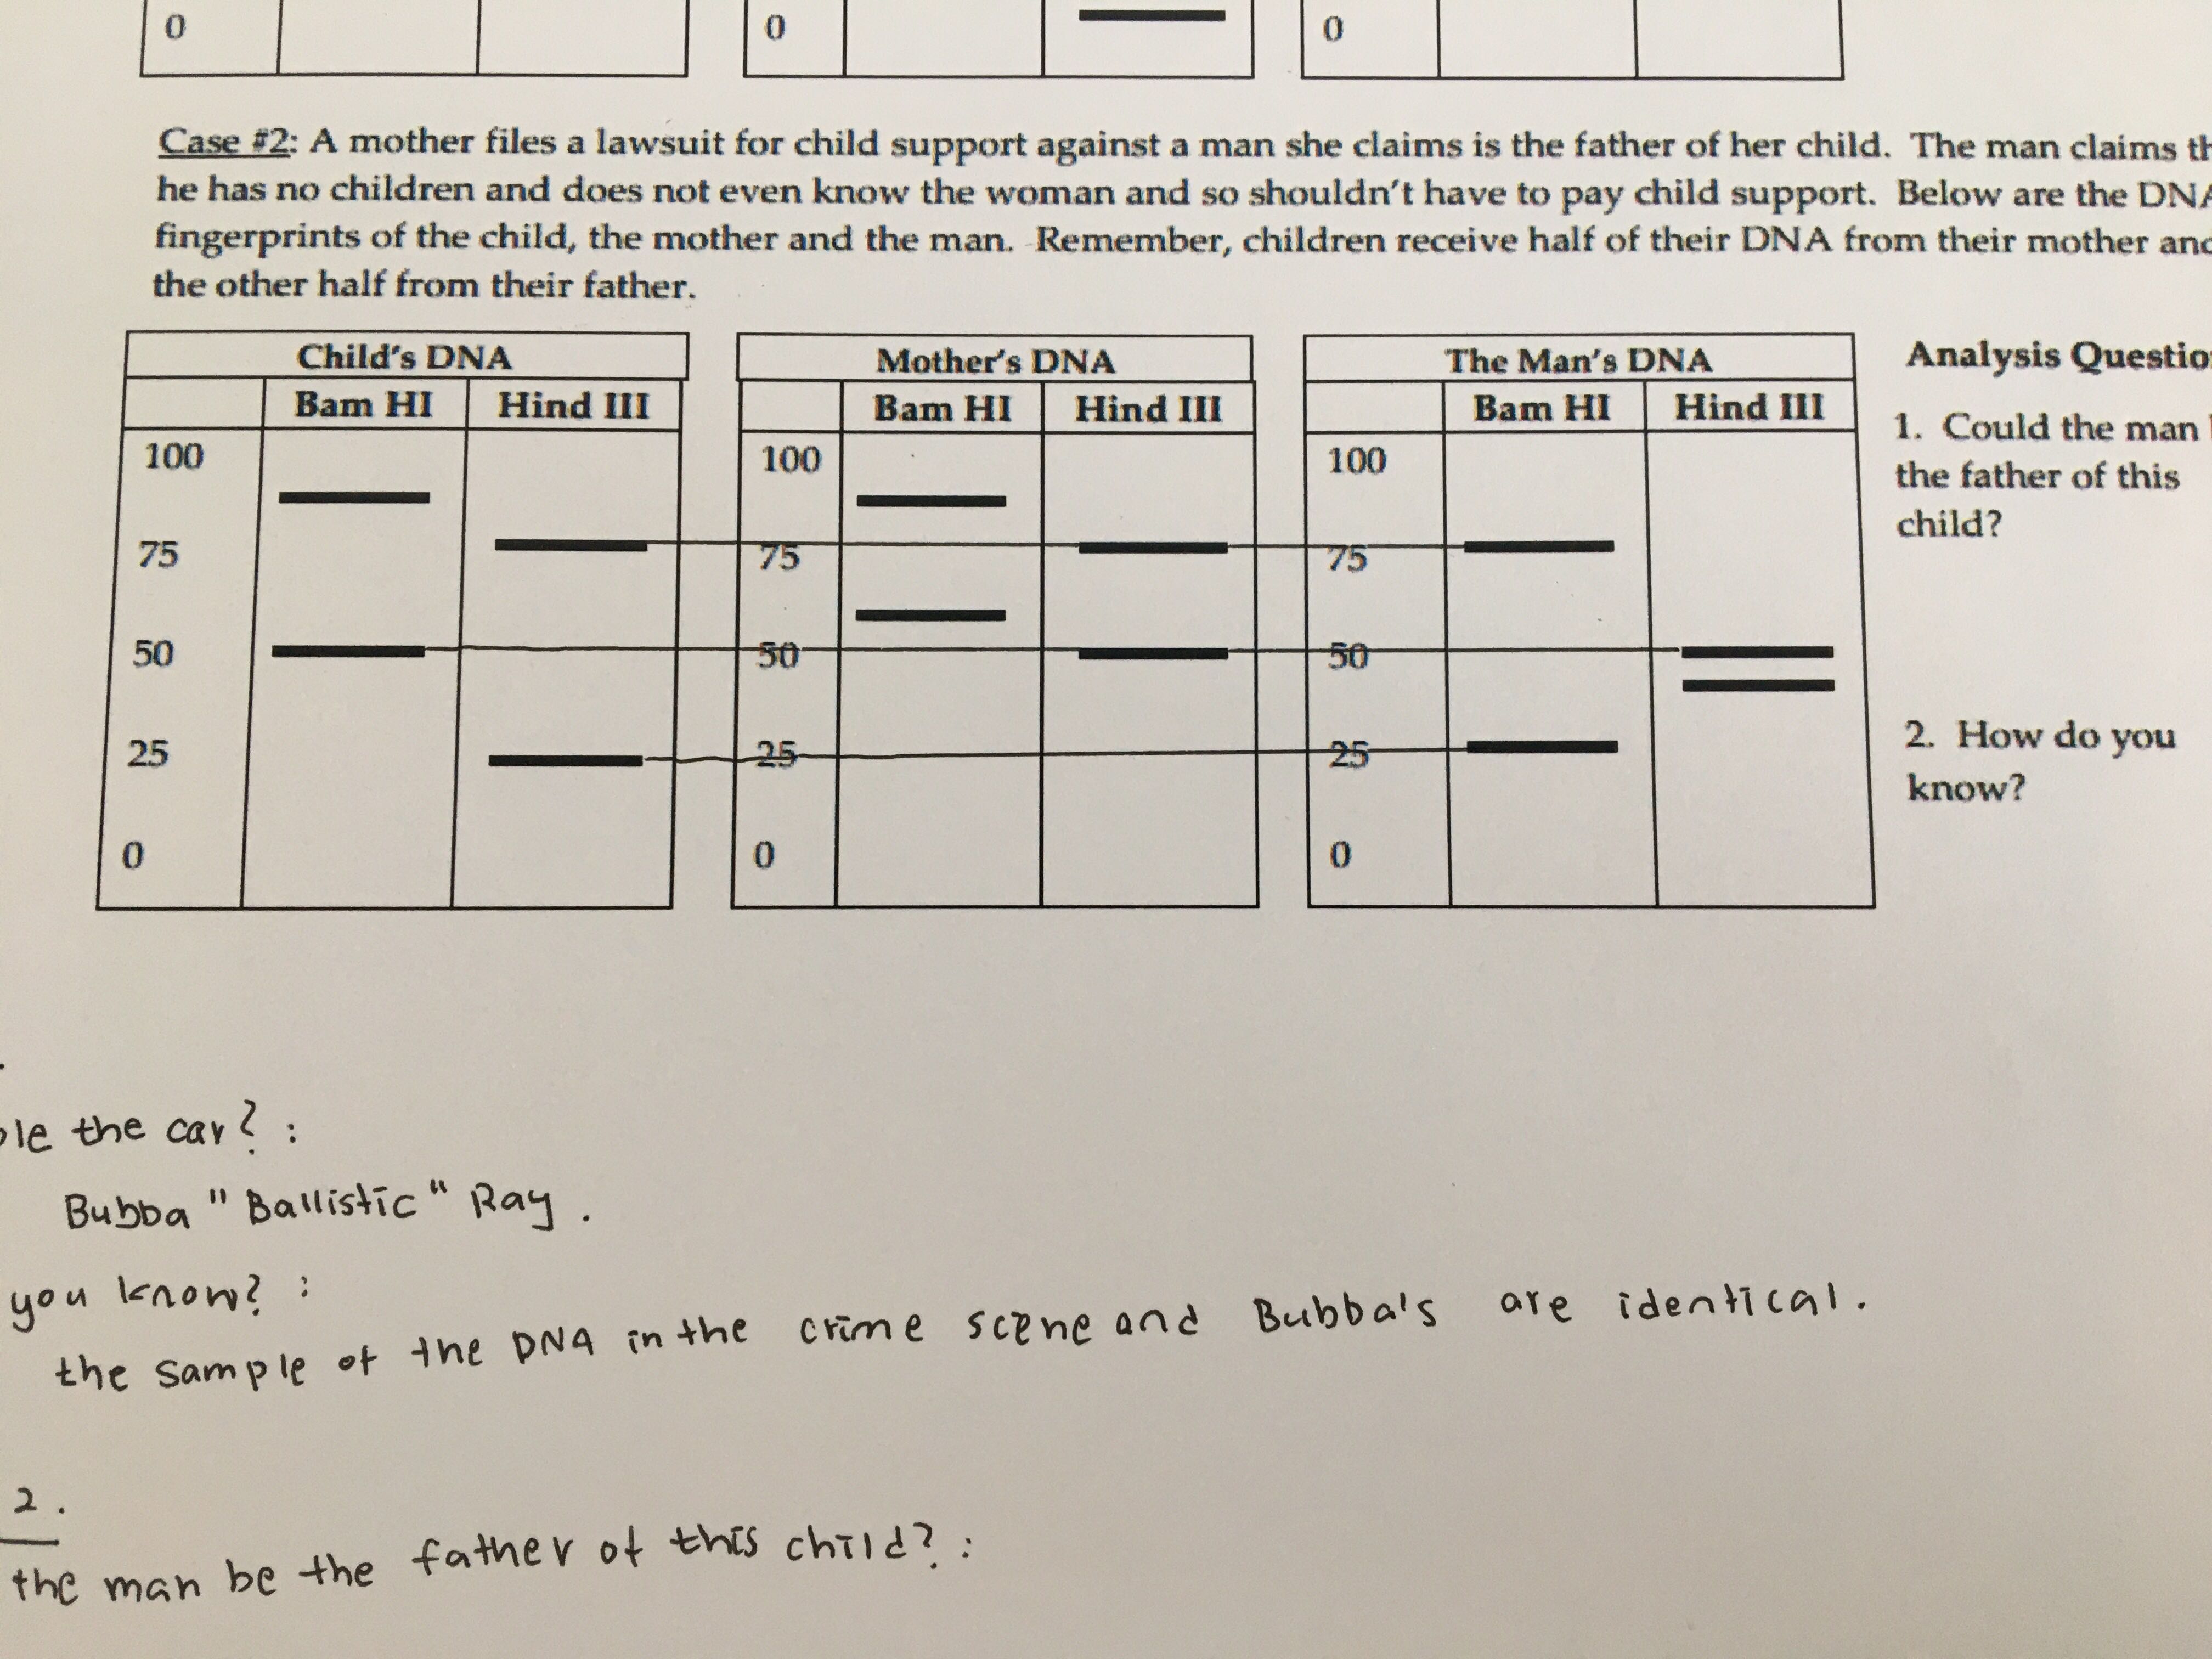 0 0 0
Case #2: A mother files a lawsuit for child support against a man she claims is the father of her child. The man claims th
he has no children and does not even know the woman and so shouldn't have to pay child support. Below are the DNA
fingerprints of the child, the mother and the man. Remember, children receive half of their DNA from their mother and
the other half from their father.
Child's DNA
Bam HI Hind III
100
75
50
25
0
Mother's DNA
Bam HI Hind III
100
75
50
25
0
The Man's DNA
Bam HI Hind III
100
75
50
25
0
Analysis Questio
1. Could the man
the father of this
child?
2. How do you
know?
ole the car? :
Bubba "Ballistic" Ray.
you know? :
the sample of the DNA in the crime scene and Bubba's are identical.
2.
the man be the father of this child? :